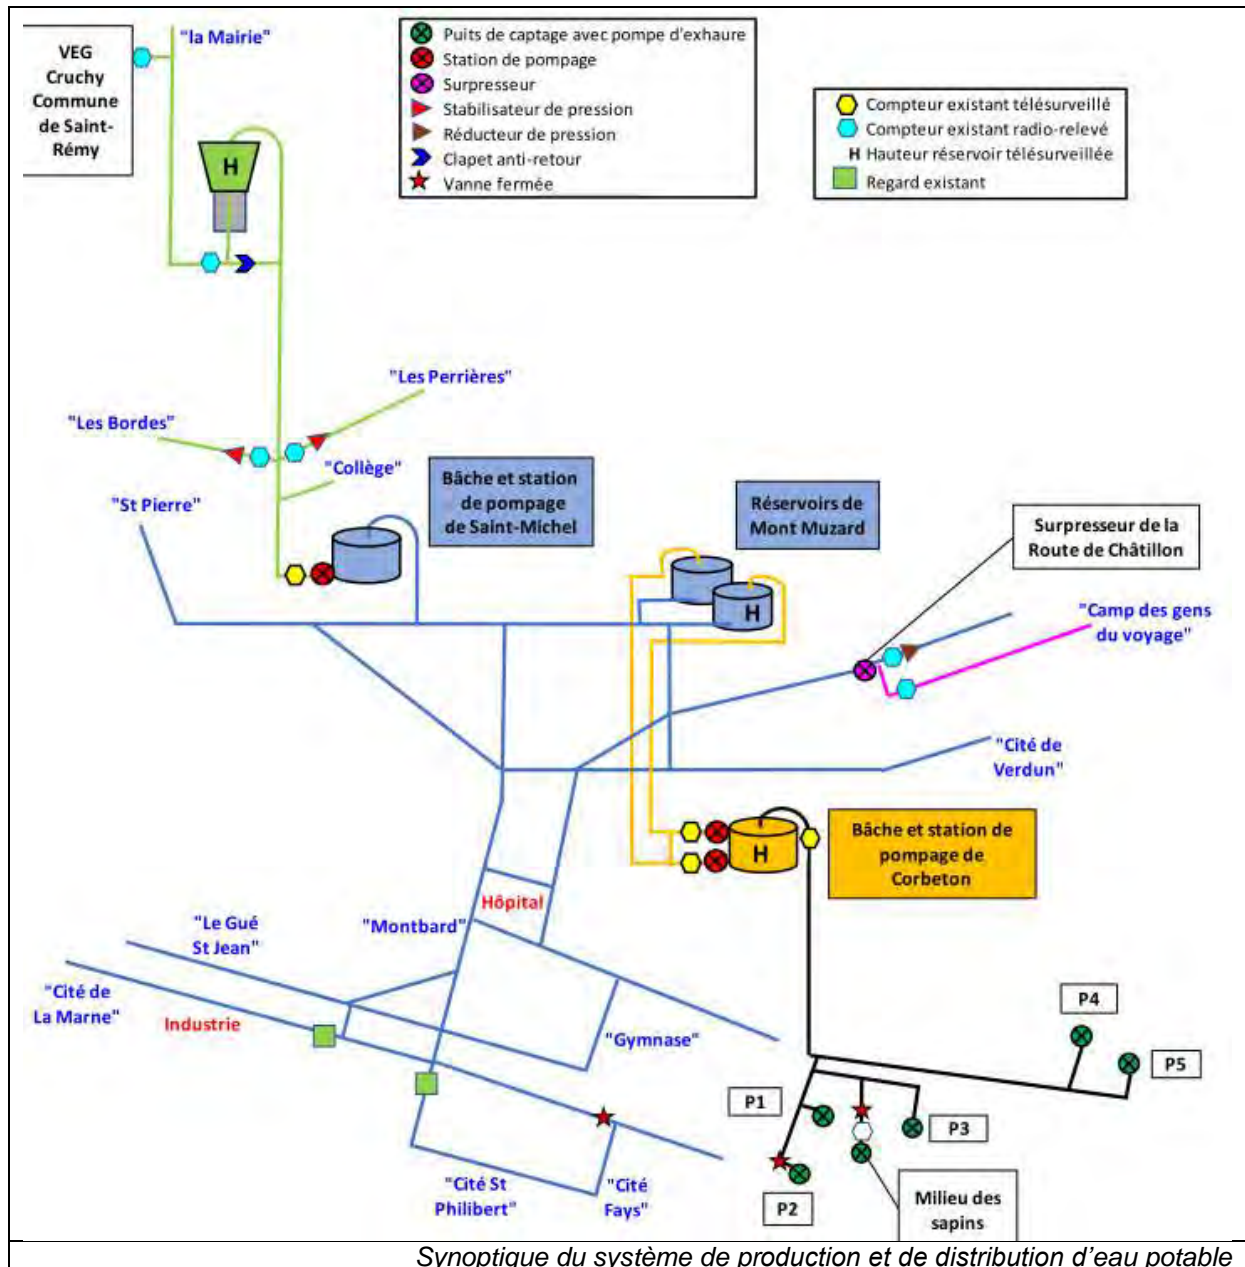 VEG
Cruchy
Commune
de Saint-
Rémy
"la Mairie"
H
Puits de captage avec pompe d'exhaure
Station de pompage
Surpresseur
Stabilisateur de pression
Réducteur de pression
Clapet anti-retour
Vanne fermée
Compteur existant télésurveillé
Compteur existant radio-relevé
H Hauteur réservoir télésurveillée
Regard existant
"Les Perrières"
"Les Bordes"
"Collège"
"St Pierre"
Bâche et station
de pompage
de Saint-Michel
Réservoirs de
Mont Muzard
Surpresseur de la
Route de Châtillon
H
"Camp des gens
du voyage"
"Cité de
Verdun"
H
Bâche et station de
pompage de
Corbeton
Hôpital
"Le Gué
St Jean"
"Montbard"
"Cité de
La Marne"
Industrie
"Gymnase"
P4
P5
P1
P3
P2
"Cité St
Philibert"
"Cité
Fays"
Milieu des
sapins
Synoptique du système de production et de distribution d'eau potable